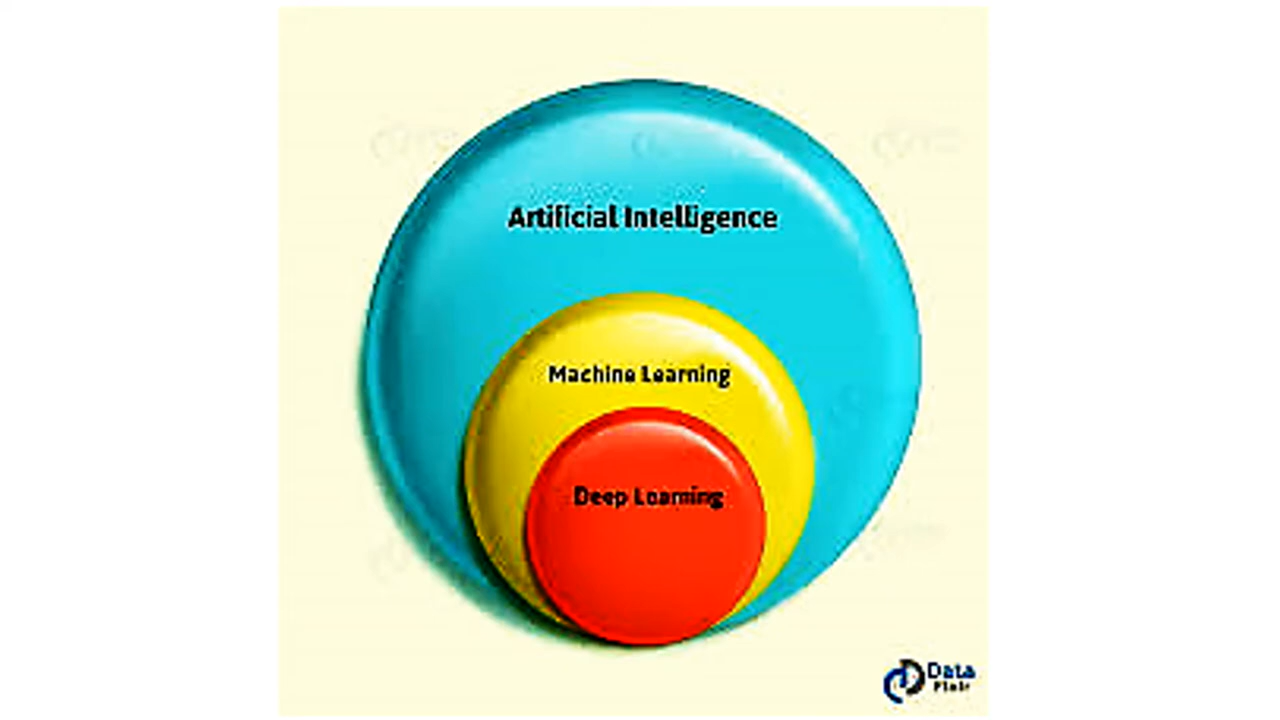 Artificial Intelligence
Machine Learning
Deep Learning
Data
Flair